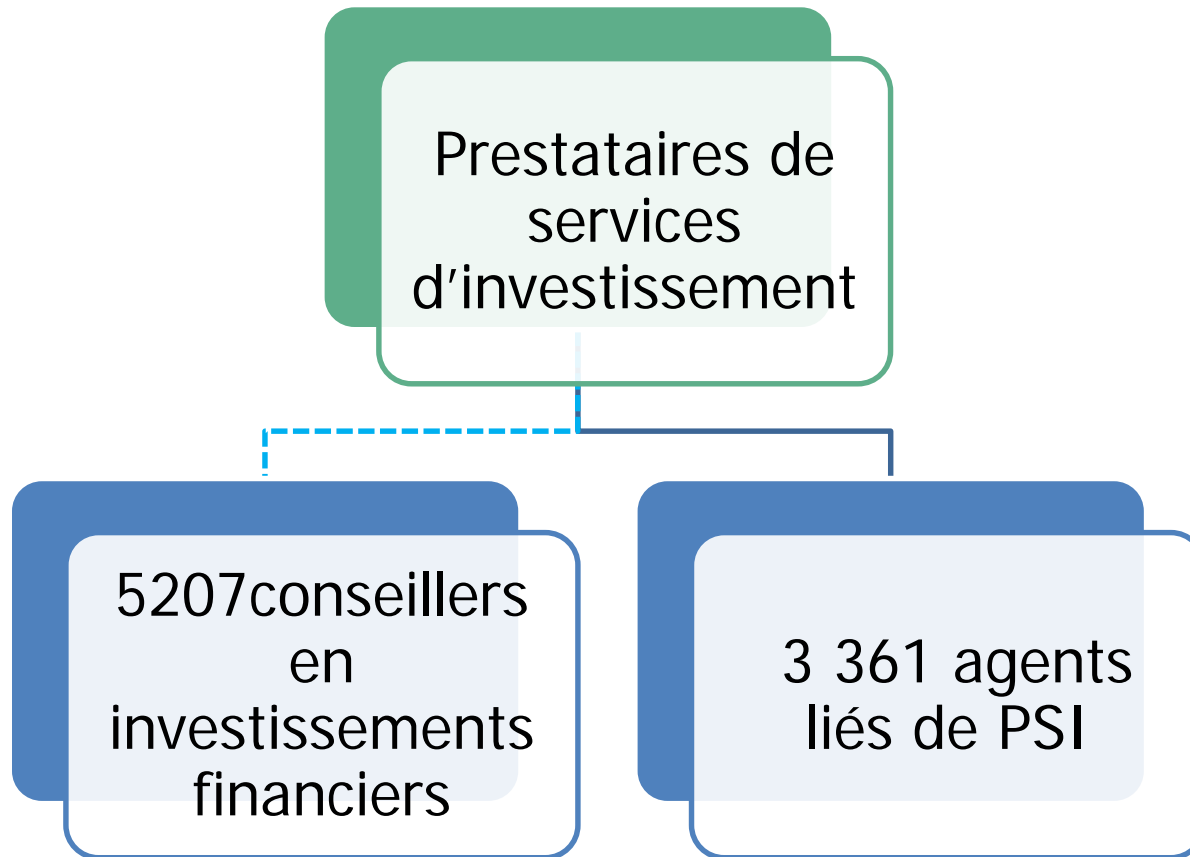 Prestataires de
services
d'investissement
5207conseillers
en
investissements
financiers
3 361 agents
liés de PSI